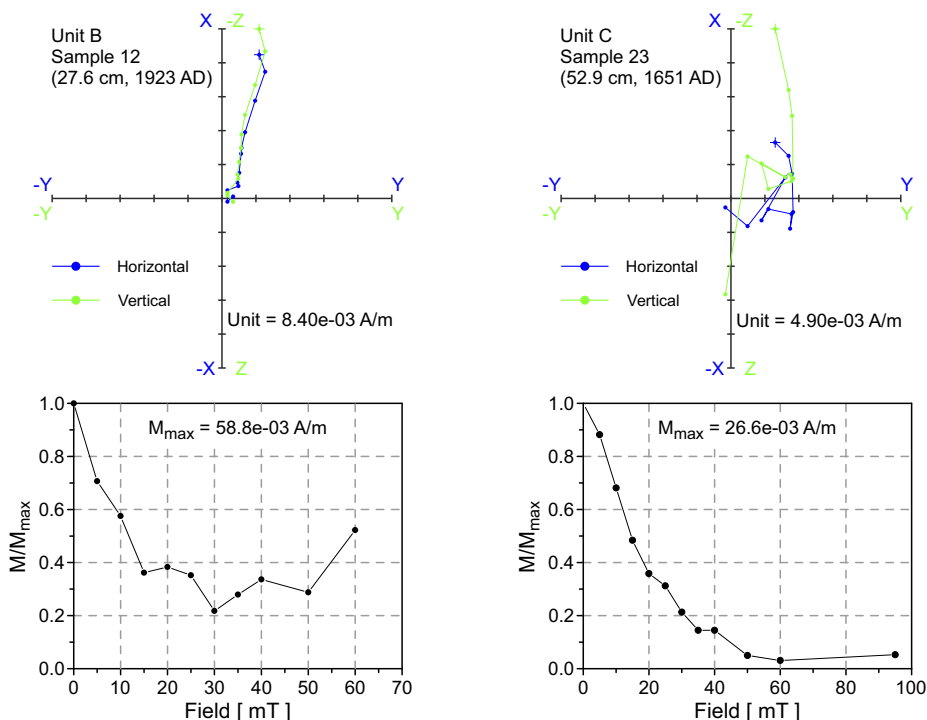 Unit B
Sample 12
(27.6 cm, 1923 AD)
X -Z
-Y Y
-Y Y
Horizontal
Vertical
Unit = 8.40e-03 A/m
-X Z
Unit C
Sample 23
(52.9 cm, 1651 AD)
X -Z
-Y Y
-Y Y
Horizontal
Vertical
Unit = 4.90e-03 A/m
-X Z
M/Mmax
1.0
0.8
0.6
0.4
0.2
0.0
Mmax = 58.8e-03 A/m
0 10 20 30 40 50 60 70
Field [ mT ]
M/Mmax
1.0
0.8
0.6
0.4
0.2
0.0
Mmax = 26.6e-03 A/m
0 20 40 60 80 100
Field [ mT ]